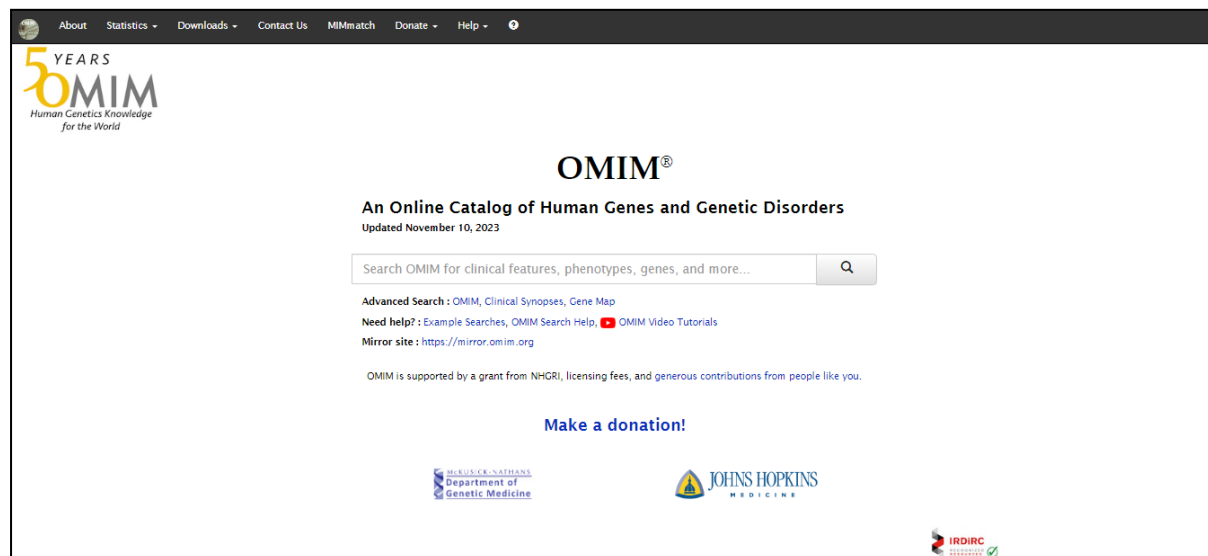 About Statistics Downloads Contact Us MIMmatch Donate Help ?
50 YEARS
OMIM
Human Genetics Knowledge
for the World
OMIM®
An Online Catalog of Human Genes and Genetic Disorders
Updated November 10, 2023
Search OMIM for clinical features, phenotypes, genes, and more...
Advanced Search : OMIM, Clinical Synopses, Gene Map
Need help? : Example Searches, OMIM Search Help, OMIM Video Tutorials
Mirror site : https://mirror.omim.org
OMIM is supported by a grant from NHGRI, licensing fees, and generous contributions from people like you.
Make a donation!
McKUSICK-NATHANS
Department of
Genetic Medicine
JOHNS HOPKINS
MEDICINE
IRDiRC
RECOGNIZED
RESOURCES